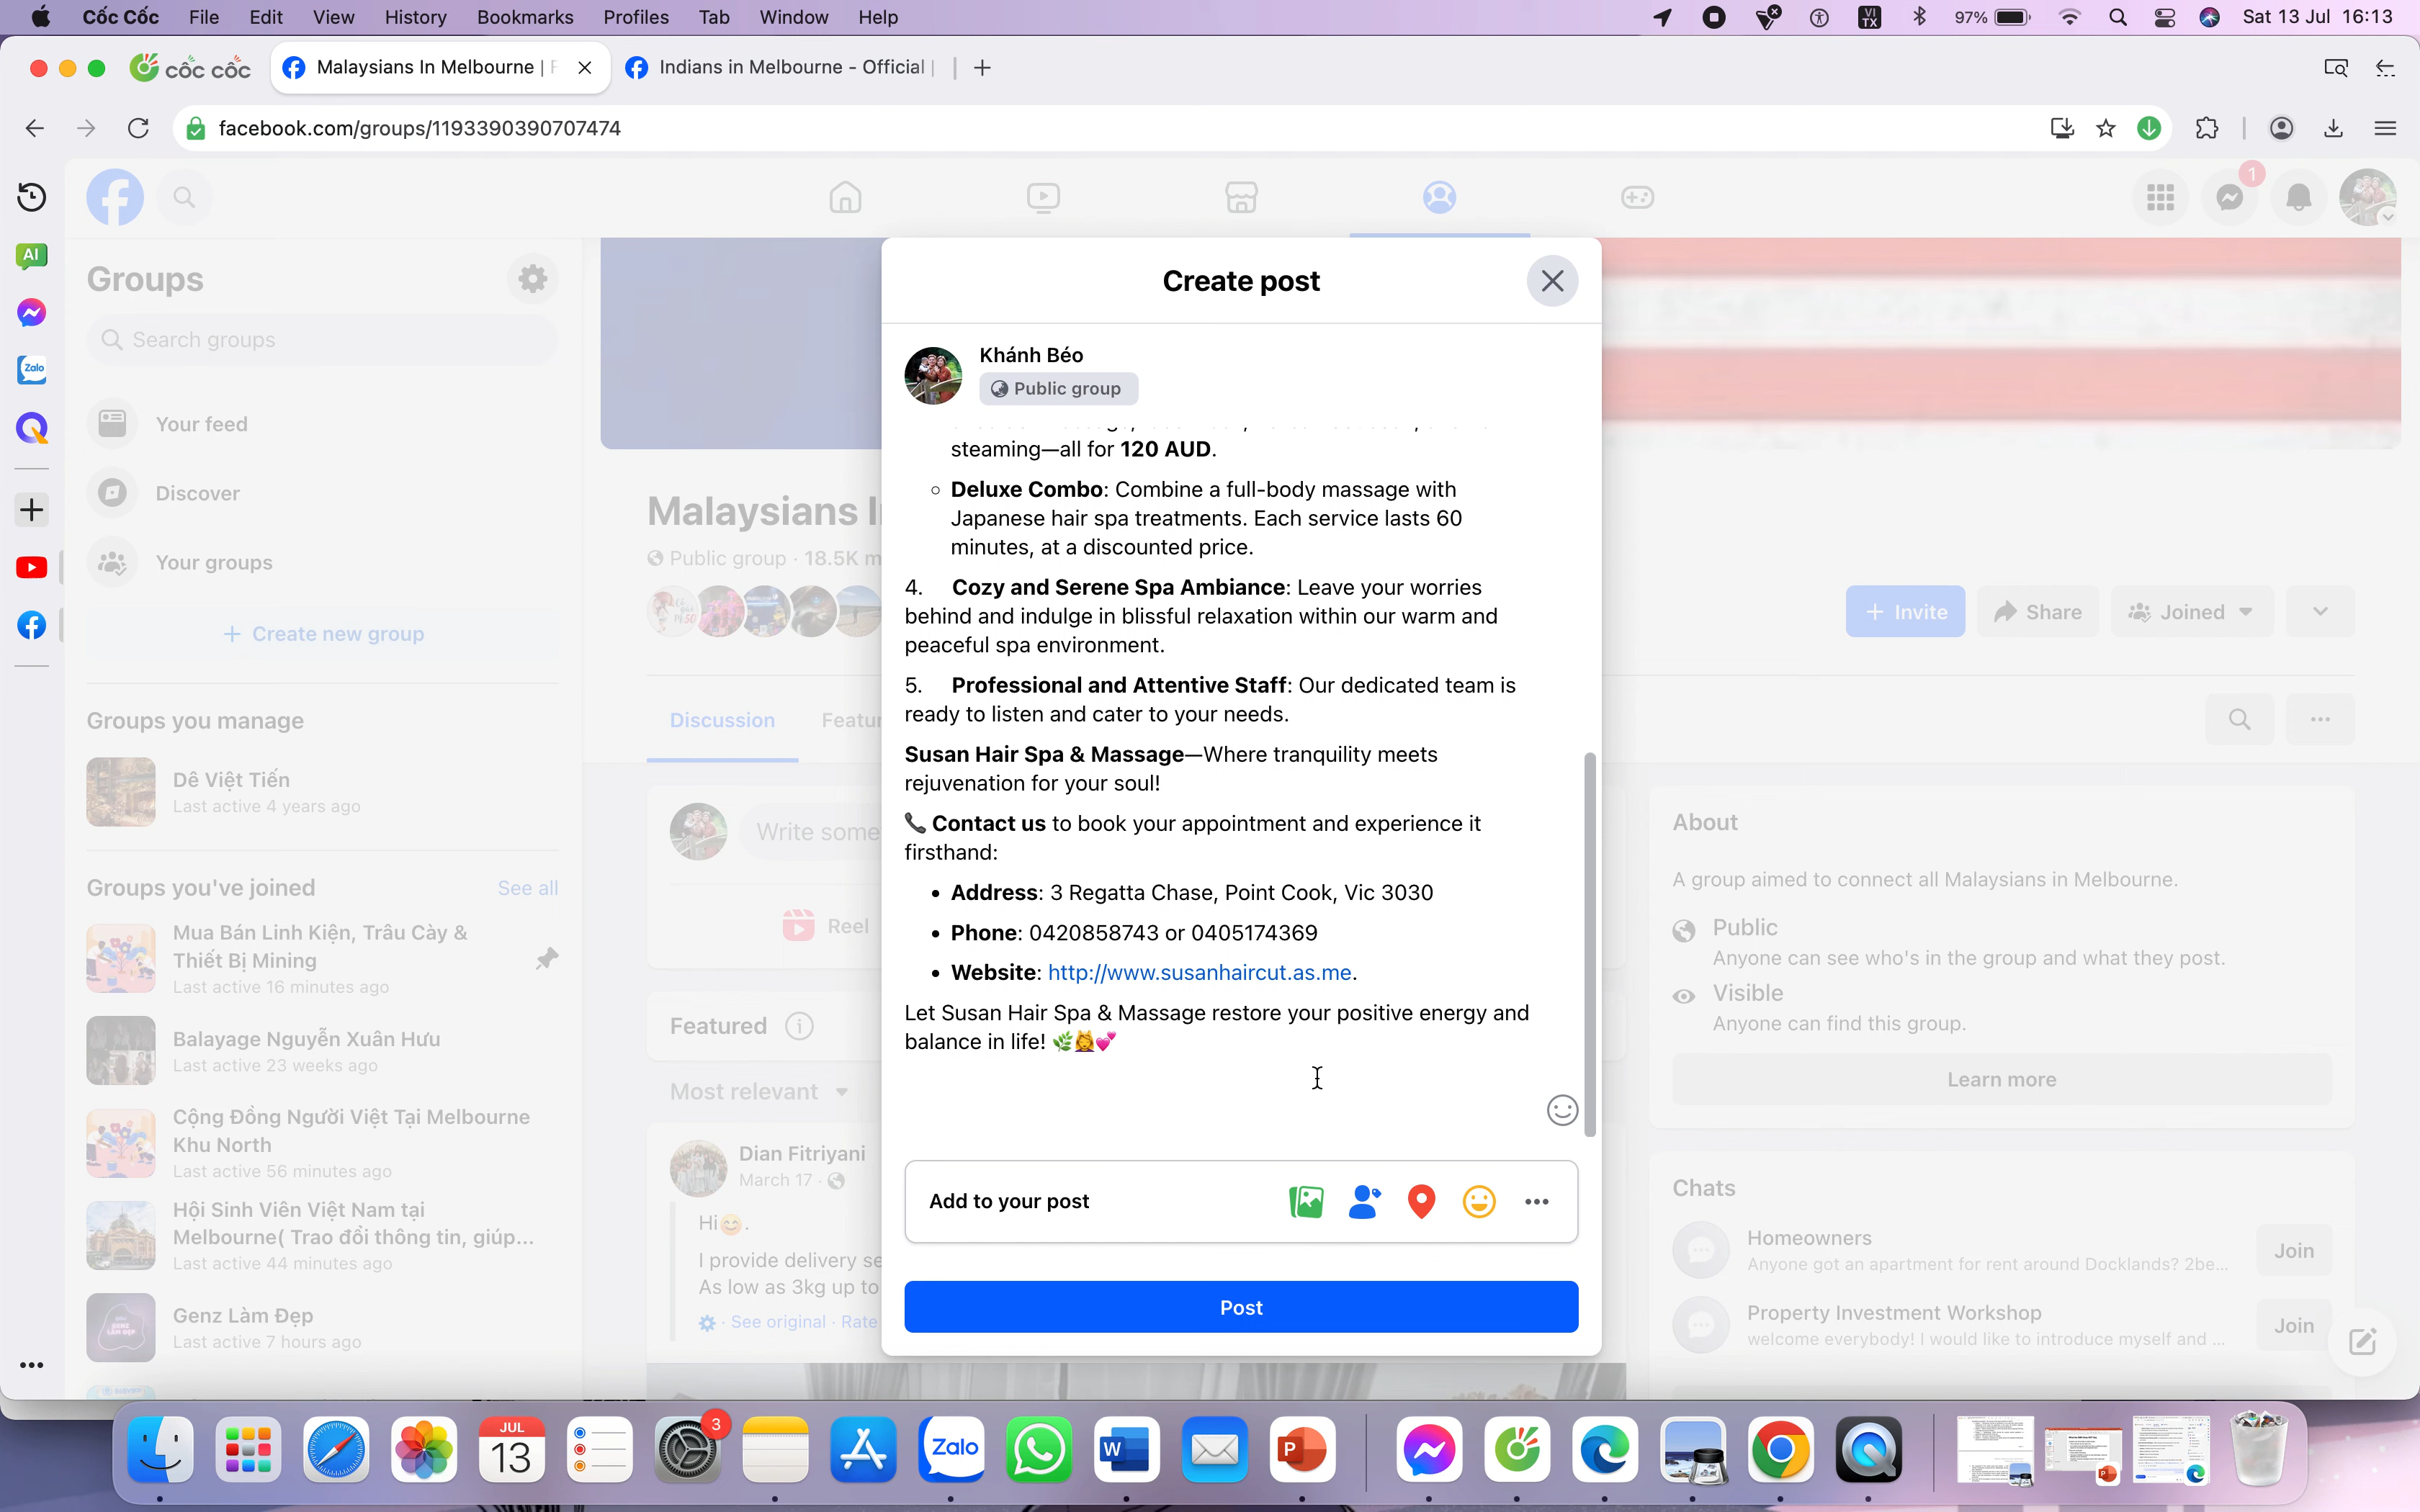 Cốc Cốc File Edit View History Bookmarks Profiles Tab Window Help
VI TX 97% Sat 13 Jul 16:13
cốc cốc Malaysians In Melbourne | Indians in Melbourne - Official |
facebook.com/groups/1193390390707474
AI
Zalo
1
Groups
Search groups
Your feed
Discover
Your groups
+ Create new group
Groups you manage
Dê Việt Tiến
Last active 4 years ago
Groups you've joined
See all
Mua Bán Linh Kiện, Trâu Cày &
Thiết Bị Mining
Last active 16 minutes ago
Balayage Nguyễn Xuân Hưu
Last active 23 weeks ago
Cộng Đồng Người Việt Tại Melbourne
Khu North
Last active 56 minutes ago
Hội Sinh Viên Việt Nam tại
Melbourne( Trao đổi thông tin, giúp...
Last active 44 minutes ago
Genz Làm Đẹp
Last active 7 hours ago
Malaysians I
Public group · 18.5K m
+ Invite
Share
Joined
Discussion
Featur
Write some
Reel
Featured
Most relevant
Dian Fitriyani
March 17 ·
Hi😊.
I provide delivery se
As low as 3kg up to
· See original · Rate
Create post
Khánh Béo
Public group
steaming—all for 120 AUD.
○ Deluxe Combo: Combine a full-body massage with
Japanese hair spa treatments. Each service lasts 60
minutes, at a discounted price.
4. Cozy and Serene Spa Ambiance: Leave your worries
behind and indulge in blissful relaxation within our warm and
peaceful spa environment.
5. Professional and Attentive Staff: Our dedicated team is
ready to listen and cater to your needs.
Susan Hair Spa & Massage—Where tranquility meets
rejuvenation for your soul!
📞 Contact us to book your appointment and experience it
firsthand:
• Address: 3 Regatta Chase, Point Cook, Vic 3030
• Phone: 0420858743 or 0405174369
• Website: http://www.susanhaircut.as.me.
Let Susan Hair Spa & Massage restore your positive energy and
balance in life! 🌿💆💕
Add to your post
Post
About
A group aimed to connect all Malaysians in Melbourne.
Public
Anyone can see who's in the group and what they post.
Visible
Anyone can find this group.
Learn more
Chats
Homeowners
Anyone got an apartment for rent around Docklands? 2be...
Join
Property Investment Workshop
welcome everybody! I would like to introduce myself and ...
Join
JUL
13
3
Zalo
W
P